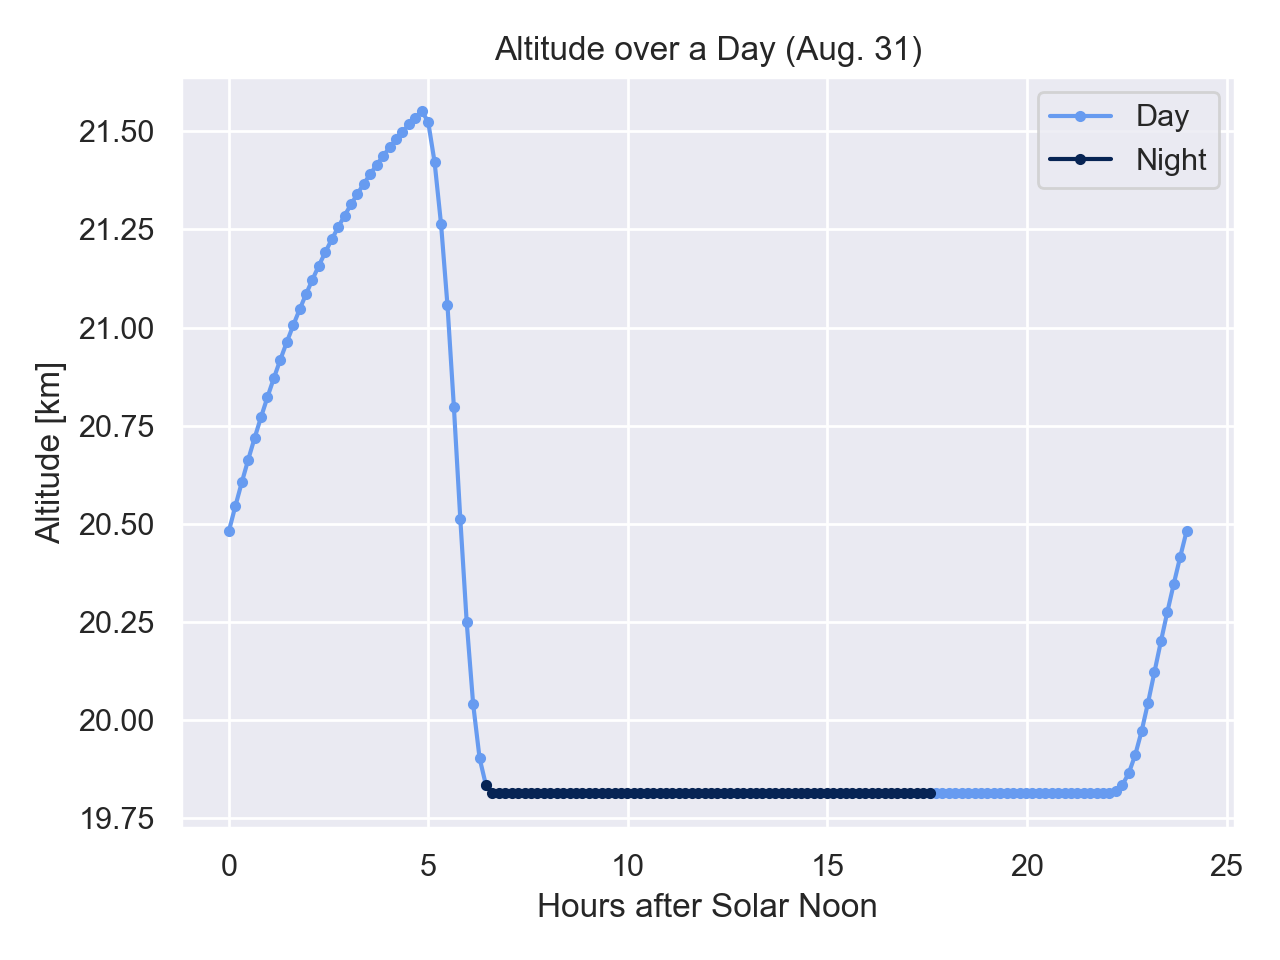 Altitude over a Day (Aug. 31)
Day
Night
21.50
21.25
21.00
20.75
20.50
20.25
20.00
19.75
Altitude [km]
0 5 10 15 20 25
Hours after Solar Noon